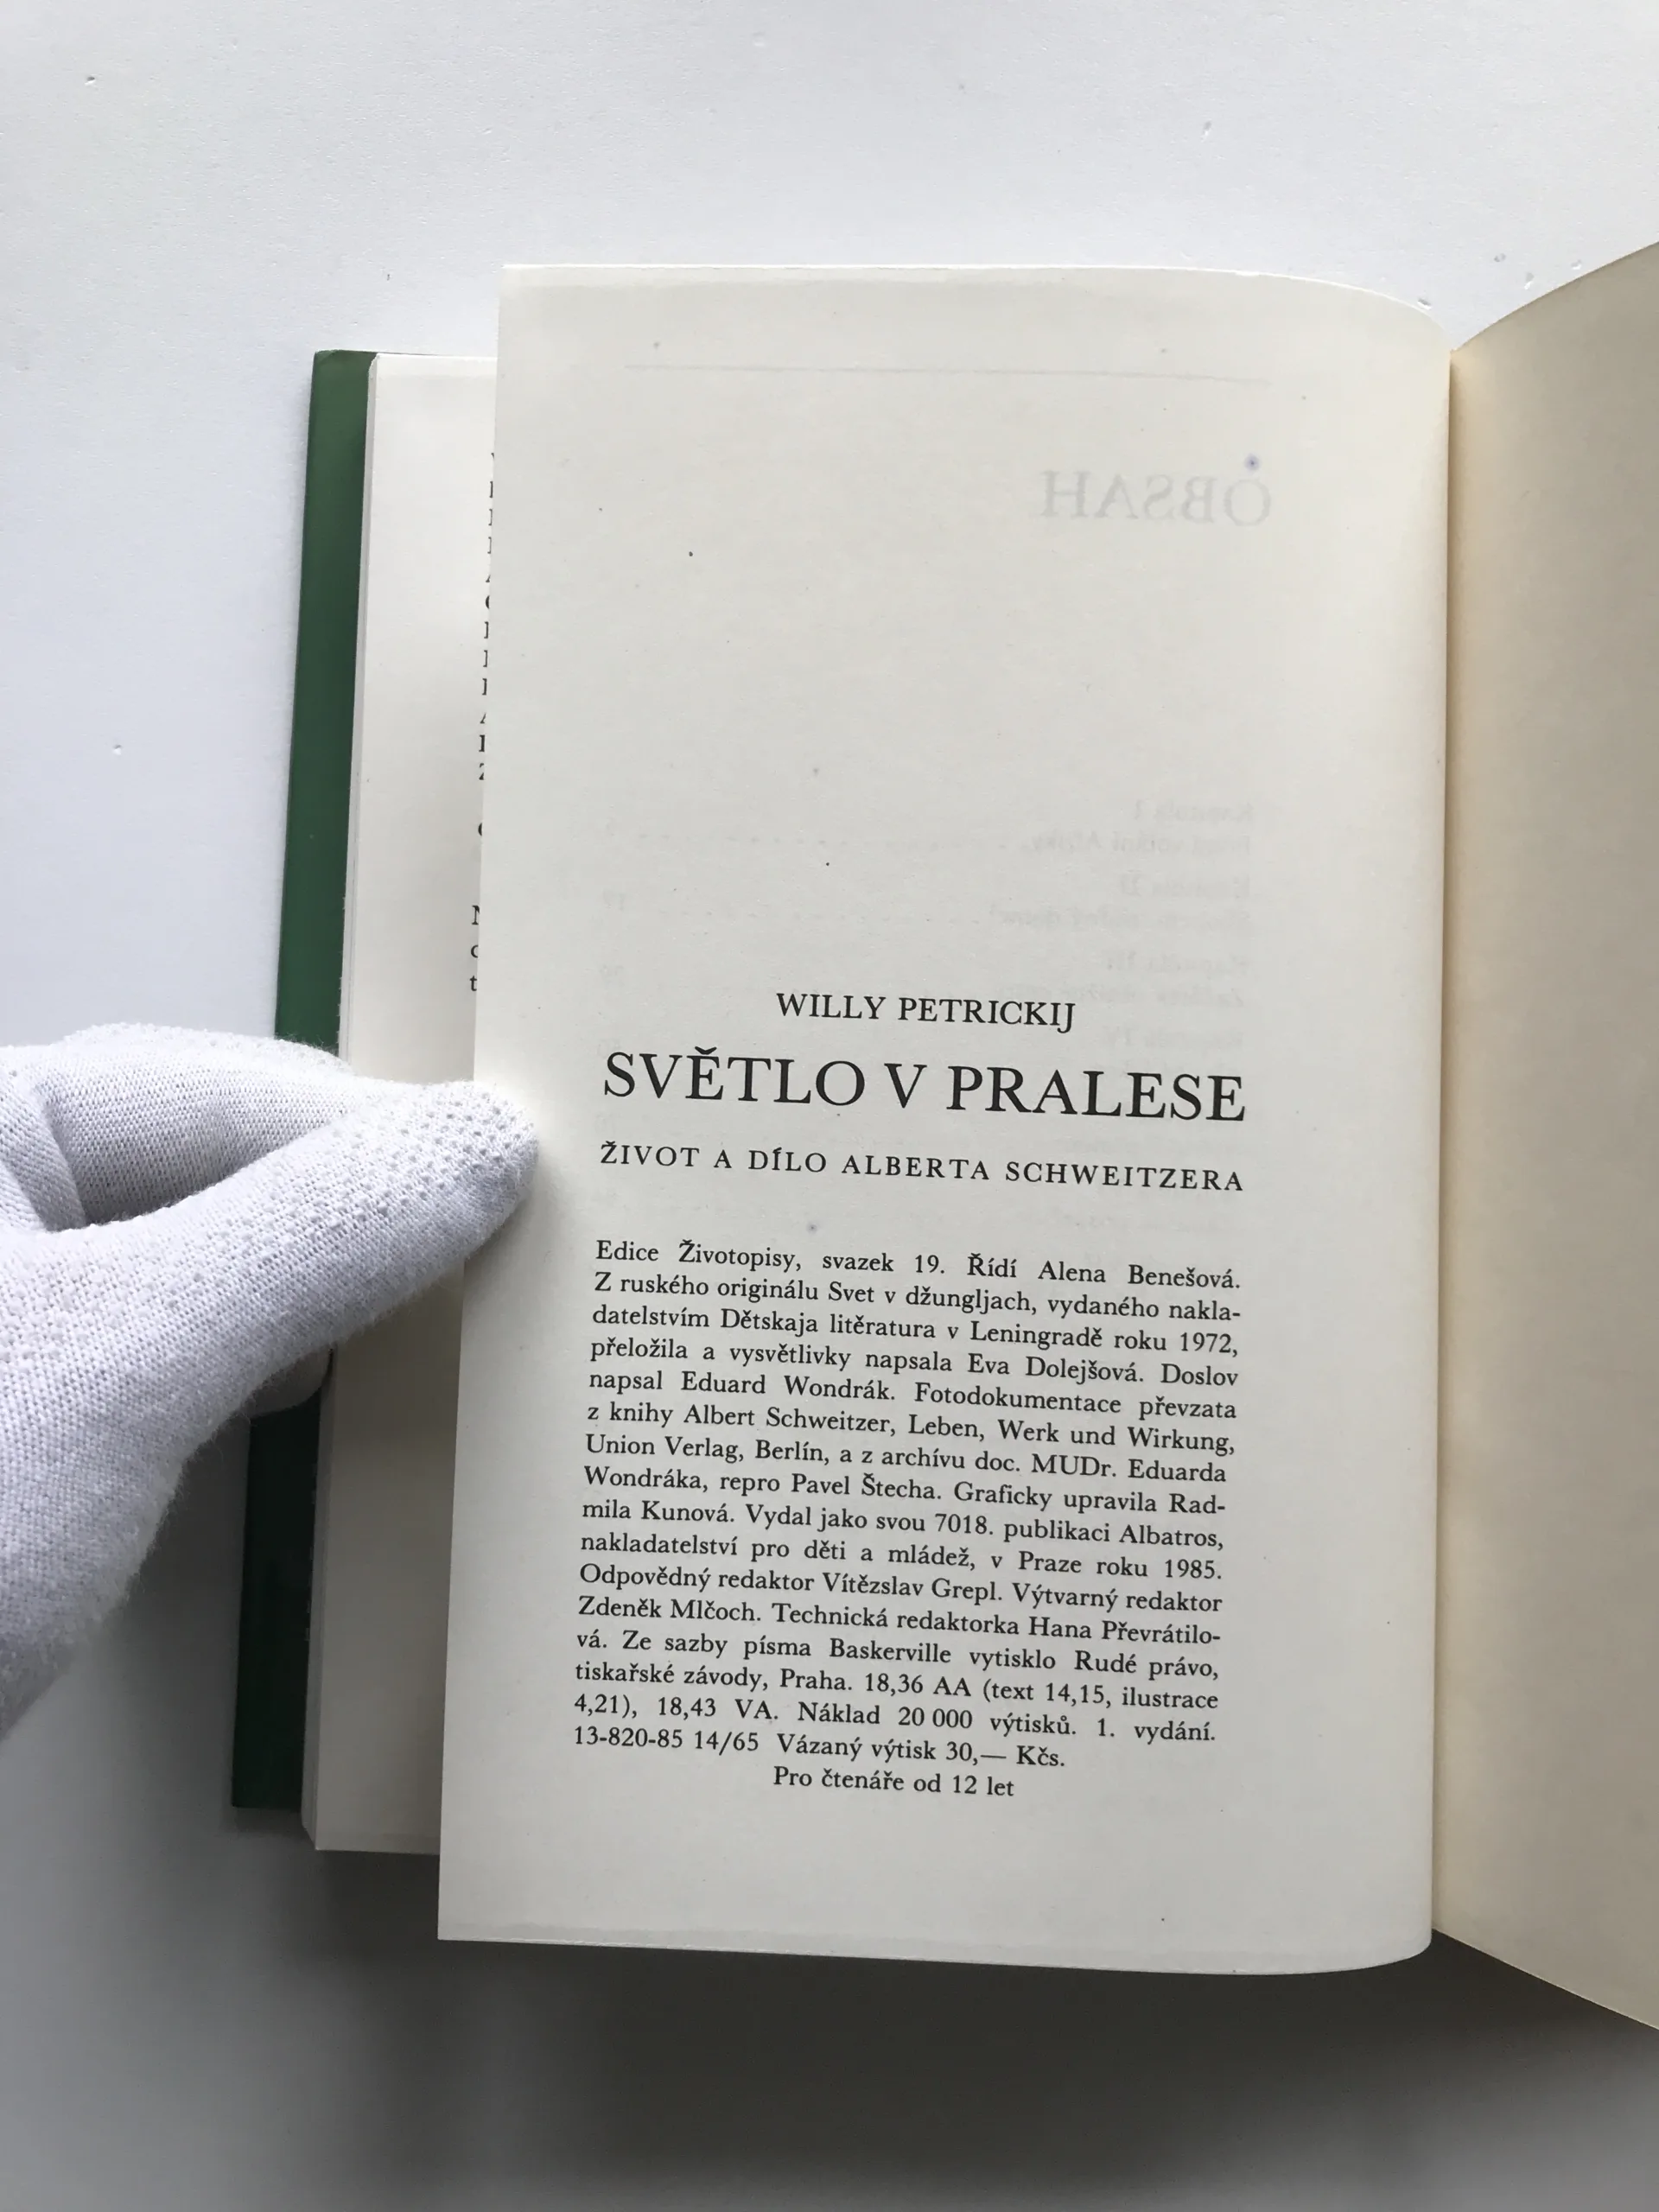 OBSAH
WILLY PETRICKIJ
SVĚTLO V PRALESE
ŽIVOT A DÍLO ALBERTA SCHWEITZERA
Edice Životopisy, svazek 19. Řídí Alena Benešová.
Z ruského originálu Svet v džungljach, vydaného nakla-
datelstvím Dětskaja litěratura v Leningradě roku 1972,
přeložila a vysvětlivky napsala Eva Dolejšová. Doslov
napsal Eduard Wondrák. Fotodokumentace převzata
z knihy Albert Schweitzer, Leben, Werk und Wirkung,
Union Verlag, Berlín, a z archívu doc. MUDr. Eduarda
Wondráka, repro Pavel Štecha. Graficky upravila Rad-
mila Kunová. Vydal jako svou 7018. publikaci Albatros,
nakladatelství pro děti a mládež, v Praze roku 1985.
Odpovědný redaktor Vítězslav Grepl. Výtvarný redaktor
Zdeněk Mlčoch. Technická redaktorka Hana Převrátilo-
vá. Ze sazby písma Baskerville vytisklo Rudé právo,
tiskařské závody, Praha. 18,36 AA (text 14,15, ilustrace
4,21), 18,43 VA. Náklad 20 000 výtisků. 1. vydání.
13-820-85 14/65 Vázaný výtisk 30,— Kčs.
Pro čtenáře od 12 let